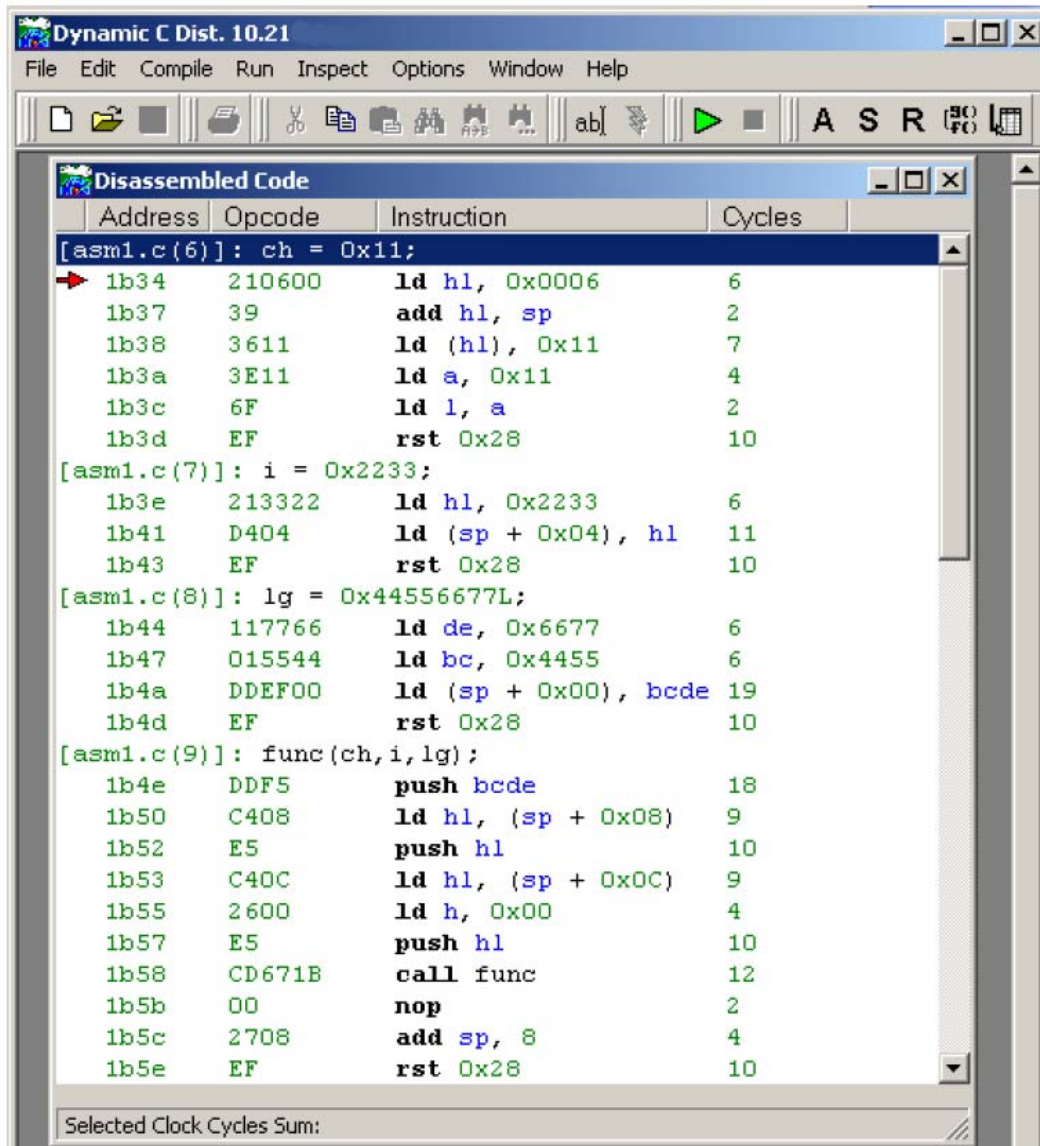 Dynamic C Dist. 10.21
File Edit Compile Run Inspect Options Window Help
ab A S R
Disassembled Code
Address Opcode Instruction Cycles
[asm1.c(6)]: ch = 0x11;
1b34 210600 ld hl, 0x0006 6
1b37 39 add hl, sp 2
1b38 3611 ld (hl), 0x11 7
1b3a 3E11 ld a, 0x11 4
1b3c 6F ld l, a 2
1b3d EF rst 0x28 10
[asm1.c(7)]: i = 0x2233;
1b3e 213322 ld hl, 0x2233 6
1b41 D404 ld (sp + 0x04), hl 11
1b43 EF rst 0x28 10
[asm1.c(8)]: lg = 0x44556677L;
1b44 117766 ld de, 0x6677 6
1b47 015544 ld bc, 0x4455 6
1b4a DDEF00 ld (sp + 0x00), bcde 19
1b4d EF rst 0x28 10
[asm1.c(9)]: func(ch,i,lg);
1b4e DDF5 push bcde 18
1b50 C408 ld hl, (sp + 0x08) 9
1b52 E5 push hl 10
1b53 C40C ld hl, (sp + 0x0C) 9
1b55 2600 ld h, 0x00 4
1b57 E5 push hl 10
1b58 CD671B call func 12
1b5b 00 nop 2
1b5c 2708 add sp, 8 4
1b5e EF rst 0x28 10
Selected Clock Cycles Sum: